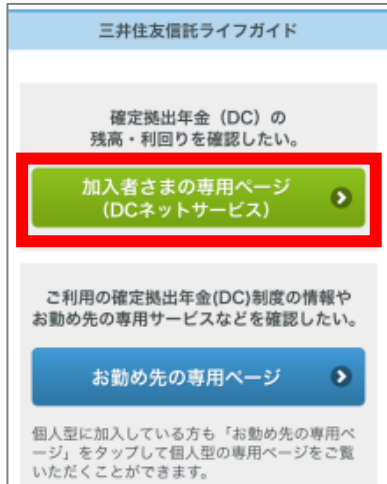 三井住友信託ライフガイド
確定拠出年金（DC）の
残高・利回りを確認したい。
加入者さまの専用ページ
（DCネットサービス）
ご利用の確定拠出年金(DC)制度の情報や
お勤め先の専用サービスなどを確認したい。
お勤め先の専用ページ
個人型に加入している方も「お勤め先の専用ペ
ージ」をタップして個人型の専用ページをご覧
いただくことができます。